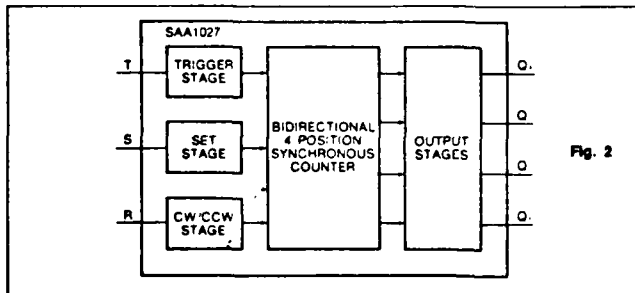 SAA1027
T
TRIGGER
STAGE
S
SET
STAGE
R
CW/CCW
STAGE
BIDIRECTIONAL
4 POSITION
SYNCHRONOUS
COUNTER
OUTPUT
STAGES
Q
Q
Q
Q
Fig. 2